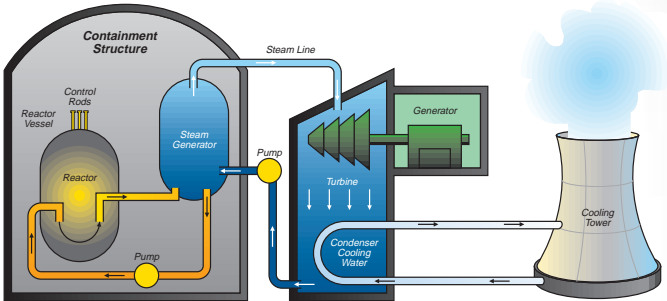 Containment
Structure
Steam Line
Control
Rods
Reactor
Vessel
Steam
Generator
Generator
Pump
Reactor
Turbine
Cooling
Tower
Condenser
Cooling
Water
Pump